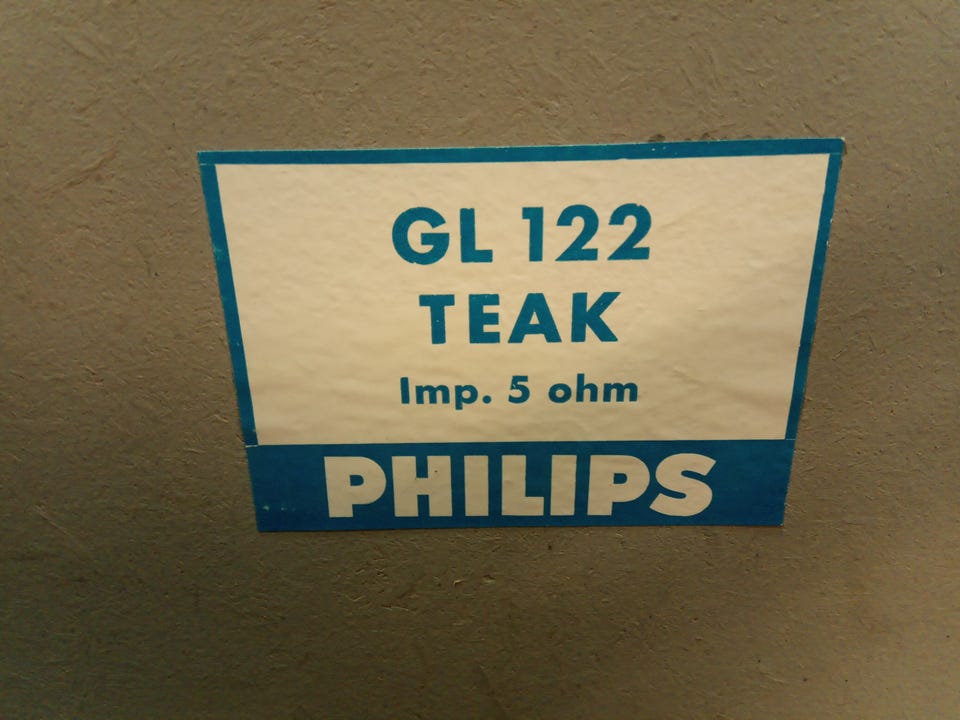 GL 122
TEAK
Imp. 5 ohm
PHILIPS